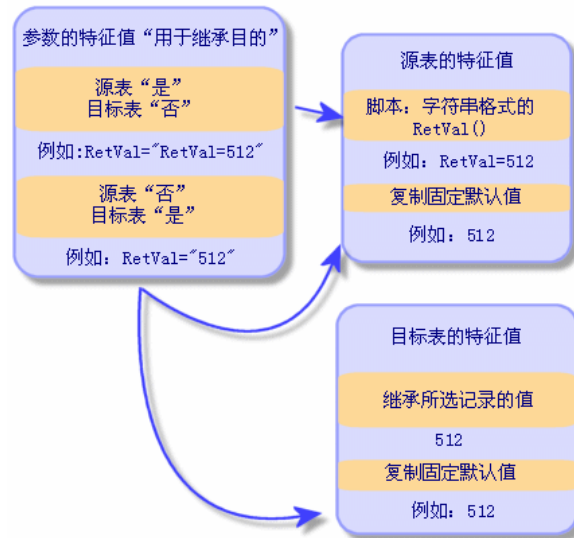 参数的特征值“用于继承目的”
源表“是”
目标表“否”
例如:RetVal="RetVal=512"
源表“否”
目标表“是”
例如: RetVal="512"
源表的特征值
脚本: 字符串格式的
RetVal()
例如: RetVal=512
复制固定默认值
例如: 512
目标表的特征值
继承所选记录的值
512
复制固定默认值
例如: 512